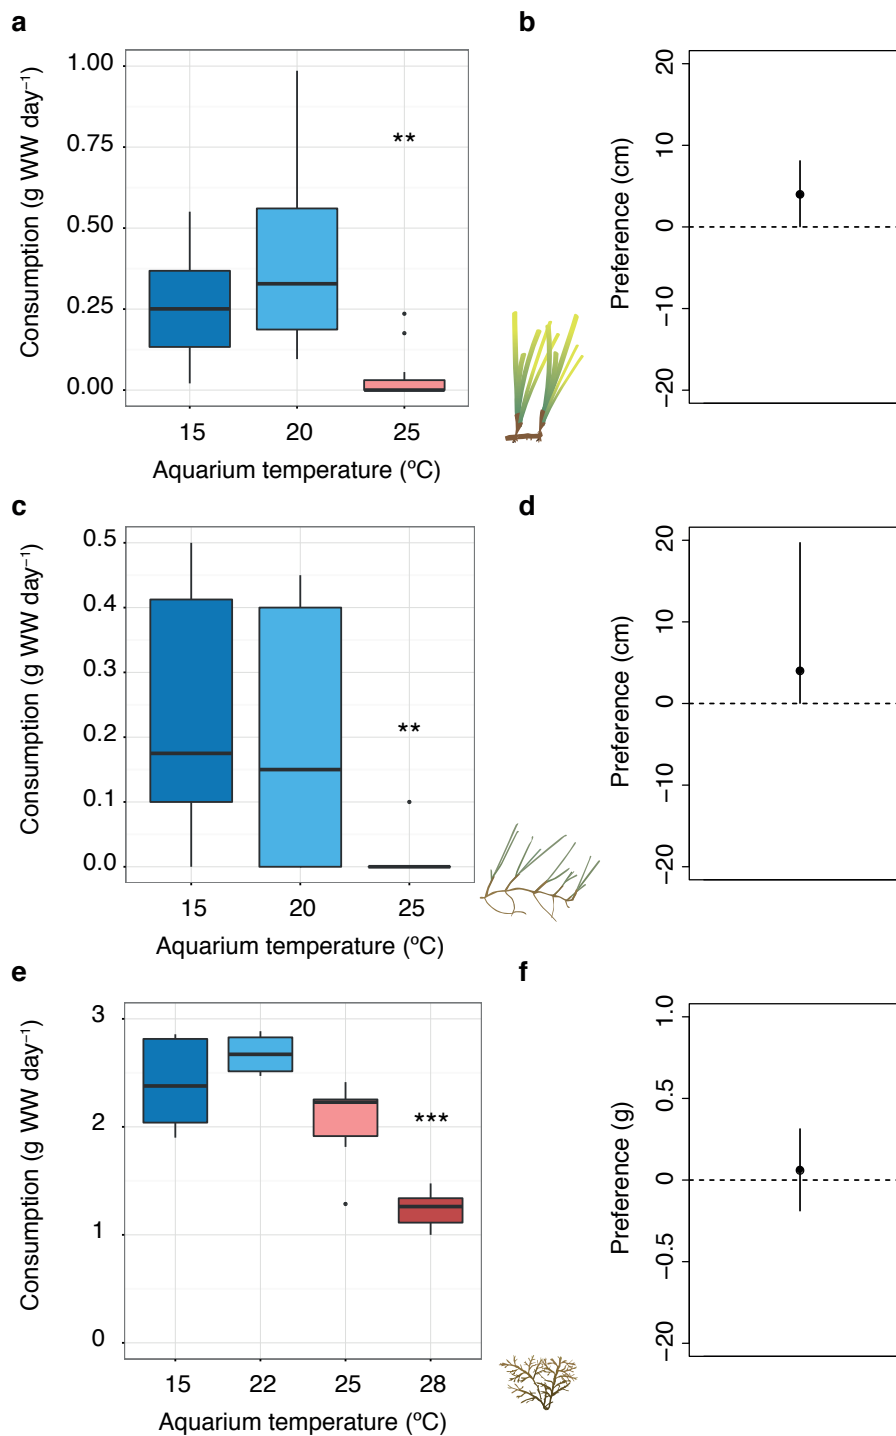 a
Consumption (g WW day⁻¹)
1.00
0.75
0.50
0.25
0.00
**
15 20 25
Aquarium temperature (ºC)
b
Preference (cm)
20
10
0
−10
−20
c
Consumption (g WW day⁻¹)
0.5
0.4
0.3
0.2
0.1
0.0
**
15 20 25
Aquarium temperature (ºC)
d
Preference (cm)
20
10
0
−10
−20
e
Consumption (g WW day⁻¹)
3
2
1
0
***
15 22 25 28
Aquarium temperature (ºC)
f
Preference (g)
1.0
0.5
0
−0.5
−20